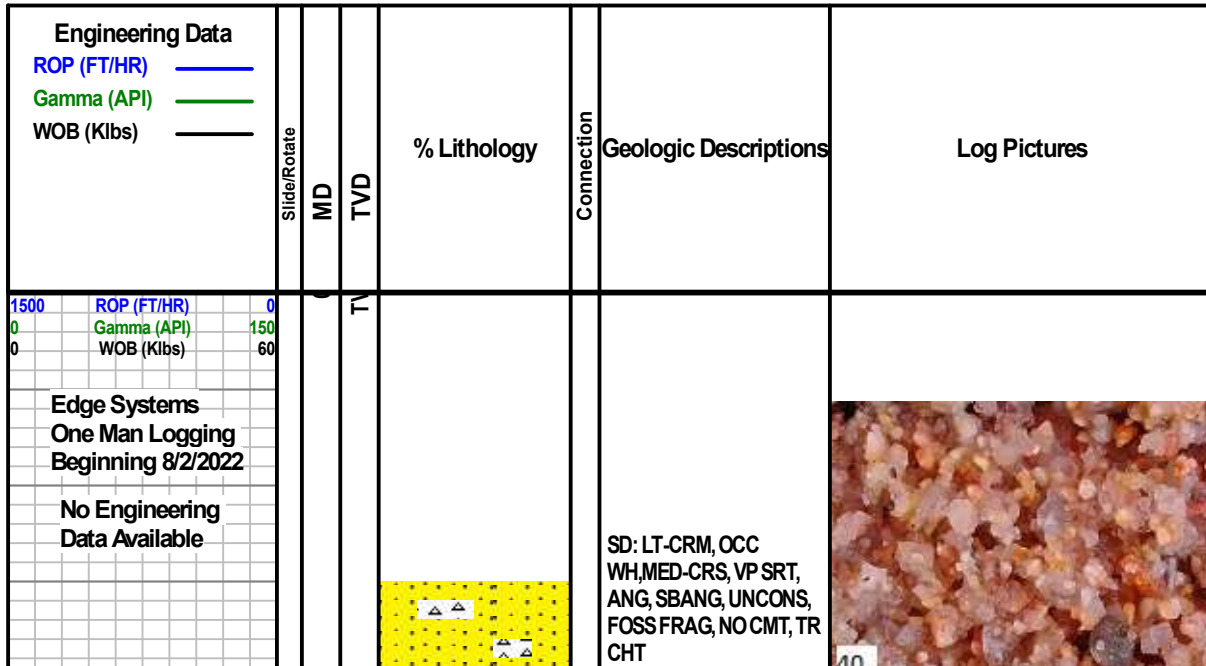 Engineering Data
ROP (FT/HR)
Gamma (API)
WOB (Klbs)
Slide/Rotate
MD
TVD
% Lithology
Connection
Geologic Descriptions
Log Pictures
1500 ROP (FT/HR) 0
0 Gamma (API) 150
0 WOB (Klbs) 60
Edge Systems
One Man Logging
Beginning 8/2/2022
No Engineering
Data Available
SD: LT-CRM, OCC
WH,MED-CRS, VP SRT,
ANG, SBANG, UNCONS,
FOSS FRAG, NO CMT, TR
CHT
40